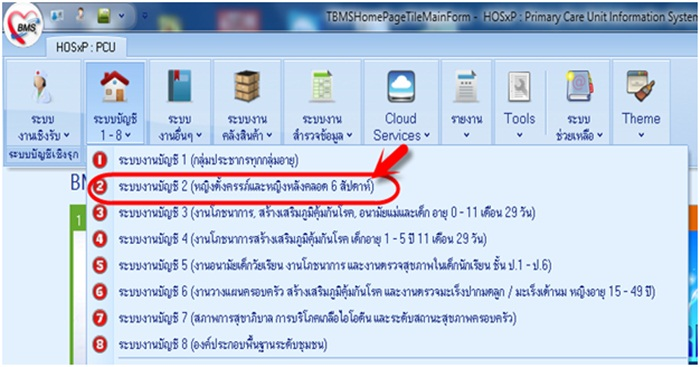 TBMSHomePageTileMainForm - HOSxP : Primary Care Unit Information System
BMS
HOSxP : PCU
ระบบ
งานเชิงรับ
ระบบบัญชี
1 - 8
ระบบ
งานอื่นๆ
ระบบงาน
คลังสินค้า
ระบบงาน
สำรวจข้อมูล
Cloud
Services
รายงาน
Tools
ระบบ
ช่วยเหลือ
Theme
ระบบบัญชีเชิงรุก
BM
1
1 ระบบงานบัญชี 1 (กลุ่มประชากรทุกกลุ่มอายุ)
2 ระบบงานบัญชี 2 (หญิงตั้งครรภ์และหญิงหลังคลอด 6 สัปดาห์)
3 ระบบงานบัญชี 3 (งานโภชนาการ, สร้างเสริมภูมิคุ้มกันโรค, อนามัยแม่และเด็ก อายุ 0 - 11 เดือน 29 วัน)
4 ระบบงานบัญชี 4 (งานโภชนาการสร้างเสริมภูมิคุ้มกันโรค เด็กอายุ 1 - 5 ปี 11 เดือน 29 วัน)
5 ระบบงานบัญชี 5 (งานอนามัยเด็กวัยเรียน งานโภชนาการ และงานตรวจสุขภาพในเด็กนักเรียน ชั้น ป.1 - ป.6)
6 ระบบงานบัญชี 6 (งานวางแผนครอบครัว สร้างเสริมภูมิคุ้มกันโรค และงานตรวจมะเร็งปากมดลูก / มะเร็งเต้านม หญิงอายุ 15 - 49 ปี)
7 ระบบงานบัญชี 7 (สภาพการสุขาภิบาล การบริโภคเกลือไอโอดีน และระดับสถานะสุขภาพครอบครัว)
8 ระบบงานบัญชี 8 (องค์ประกอบพื้นฐานระดับชุมชน)